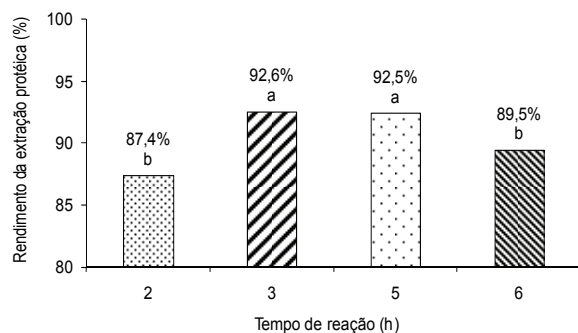 Rendimento da extração protéica (%)
100
95
90
85
80
87,4%
b
92,6%
a
92,5%
a
89,5%
b
2 3 5 6
Tempo de reação (h)